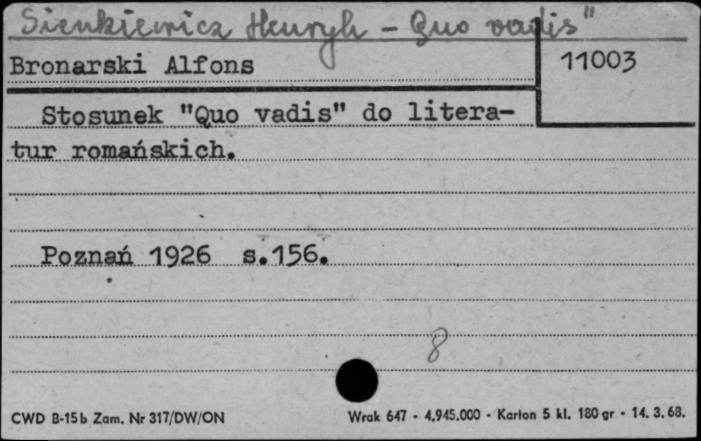 Sienkiewicz Henryk - Quo vadis"
Bronarski Alfons
11003
Stosunek "Quo vadis" do litera-
tur romańskich.
Poznań 1926 s.156.
8
CWD B-15b Zam. Nr 317/DW/ON
Wrak 647 - 4.945.000 - Karton 5 kl. 180 gr - 14.3.68.